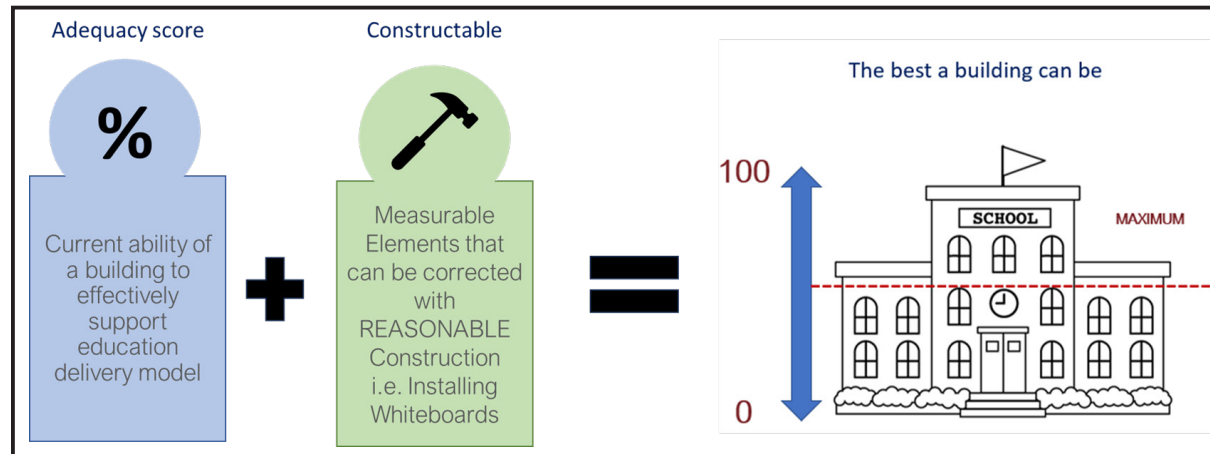 Adequacy score
%
Current ability of
a building to
effectively
support
education
delivery model
Constructable
Measurable
Elements that
can be corrected
with
REASONABLE
Construction
i.e. Installing
Whiteboards
The best a building can be
100
SCHOOL
MAXIMUM
0